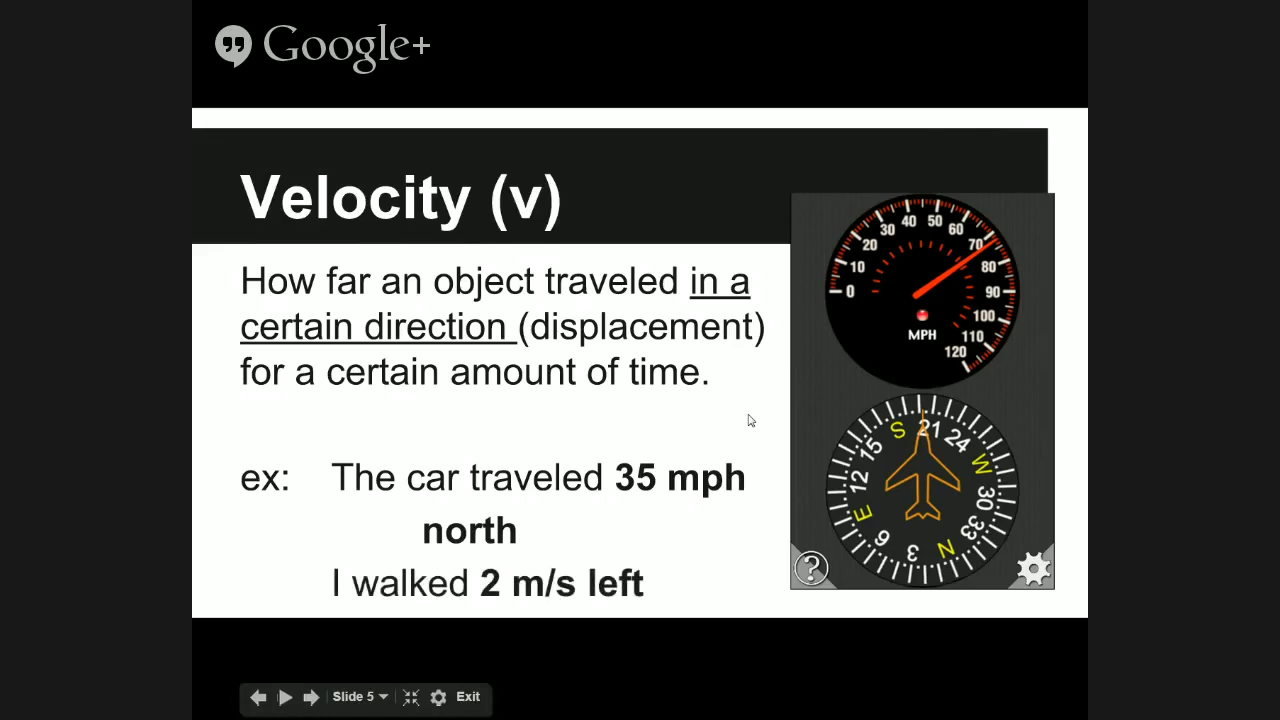 Google+
Velocity (v)
How far an object traveled in a
certain direction (displacement)
for a certain amount of time.
ex: The car traveled 35 mph
north
I walked 2 m/s left
0 10 20 30 40 50 60 70 80 90 100 110 120
MPH
S 21 24 W 30 33 N 3 6 E 12 15
?
Slide 5 Exit